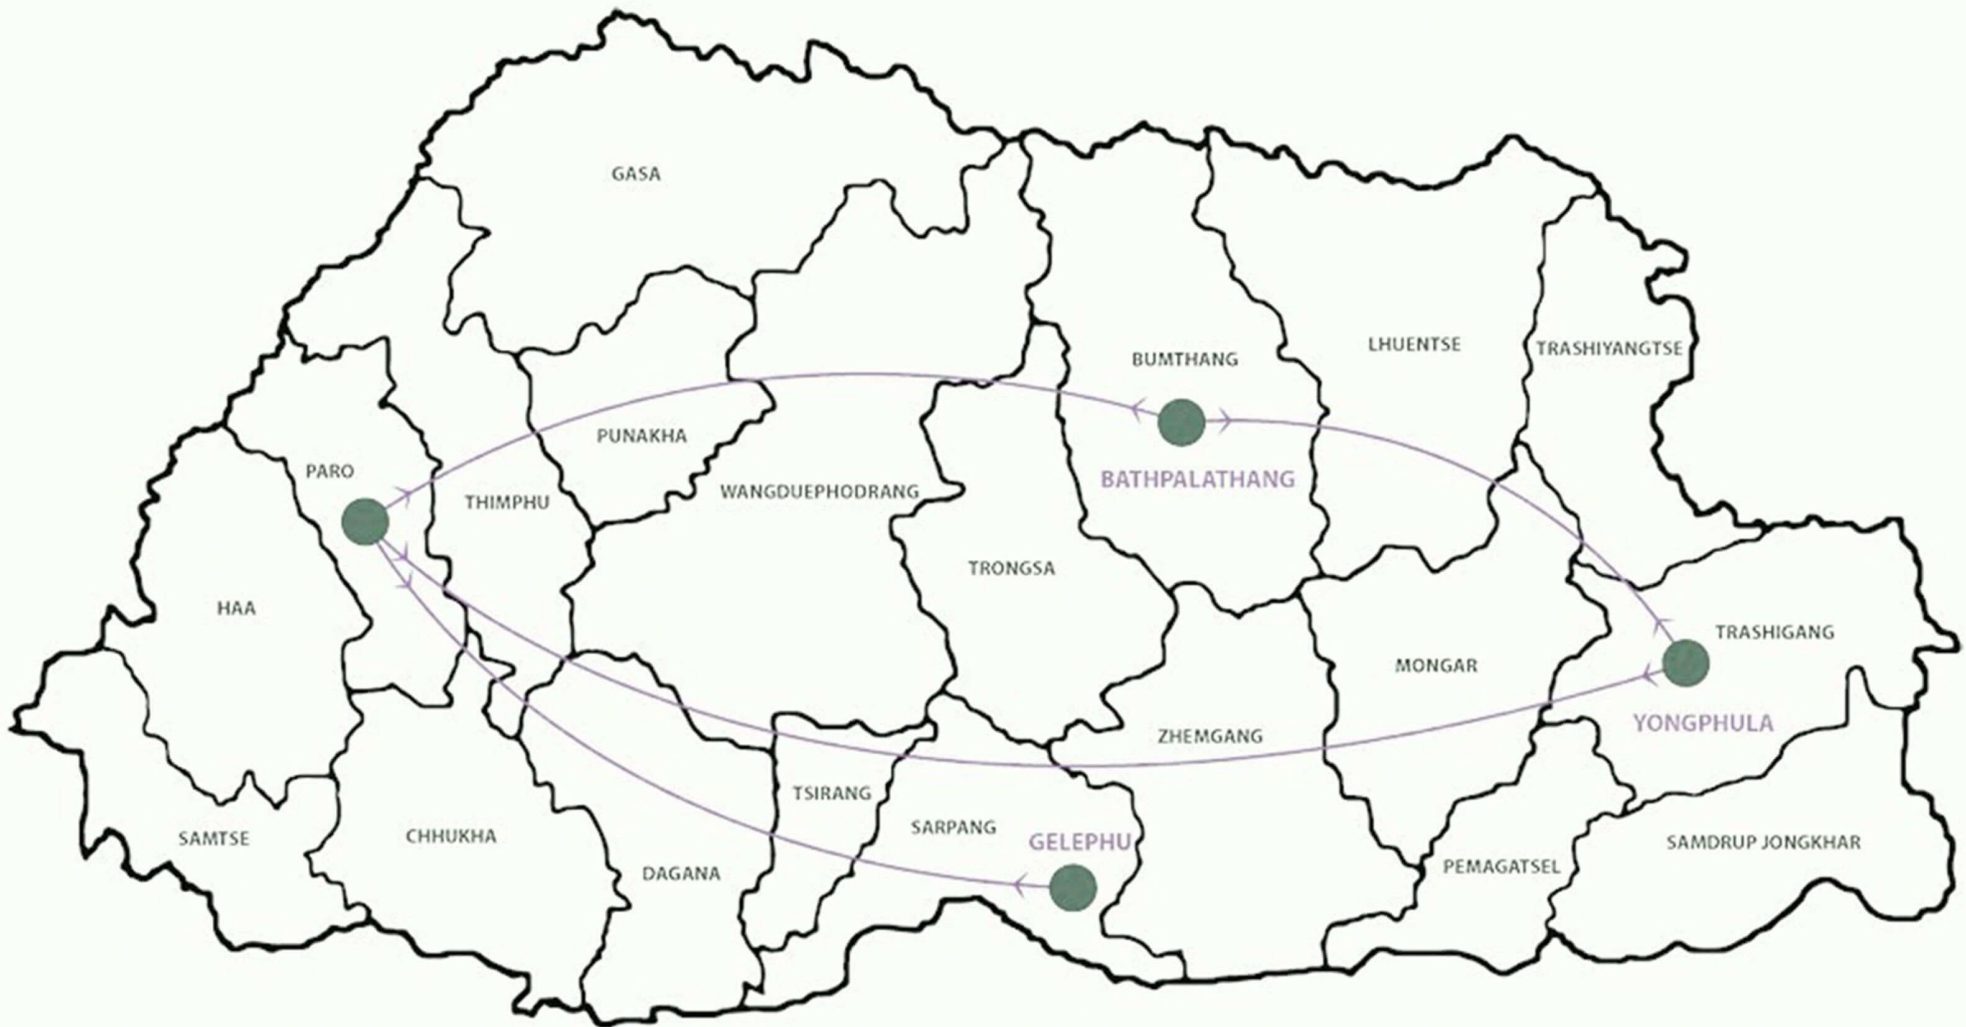 GASA
LHUENTSE
TRASHIYANGTSE
BUMTHANG
PUNAKHA
PARO
BATHPALATHANG
WANGDUEPHODRANG
THIMPHU
TRONGSA
HAA
TRASHIGANG
MONGAR
YONGPHULA
ZHEMGANG
TSIRANG
SARPANG
CHHUKHA
SAMTSE
GELEPHU
SAMDRUP JONGKHAR
PEMAGATSEL
DAGANA